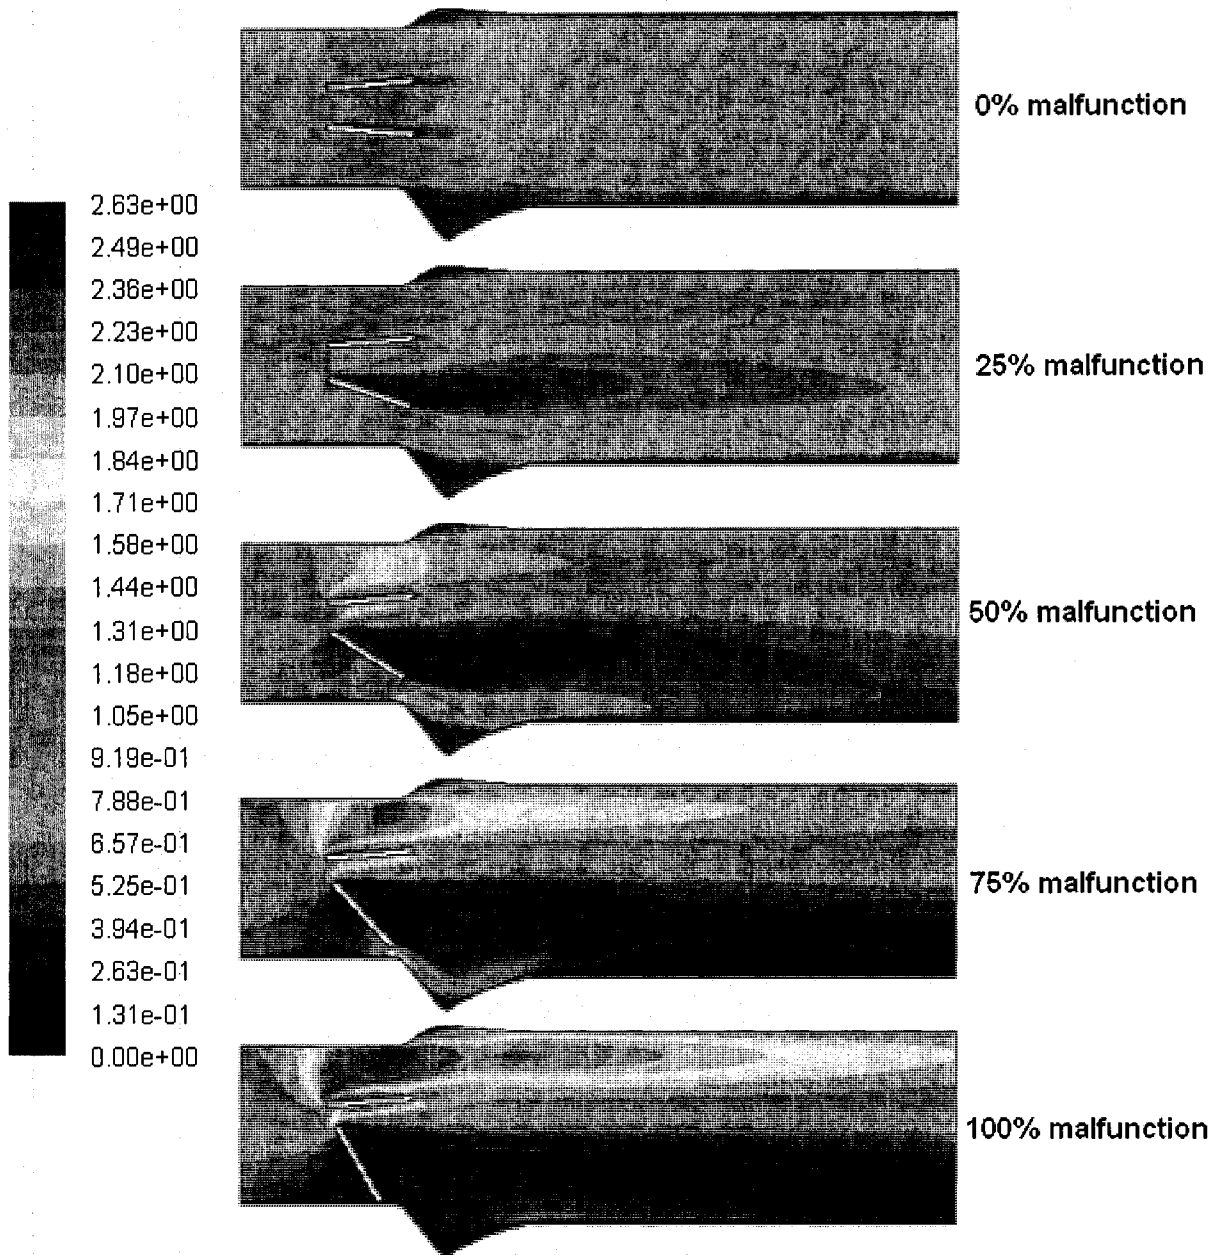 0% malfunction
2.63e+00
2.49e+00
2.36e+00
2.23e+00
2.10e+00
1.97e+00
1.84e+00
1.71e+00
1.58e+00
1.44e+00
1.31e+00
1.18e+00
1.05e+00
9.19e-01
7.88e-01
6.57e-01
5.25e-01
3.94e-01
2.63e-01
1.31e-01
0.00e+00
25% malfunction
50% malfunction
75% malfunction
100% malfunction